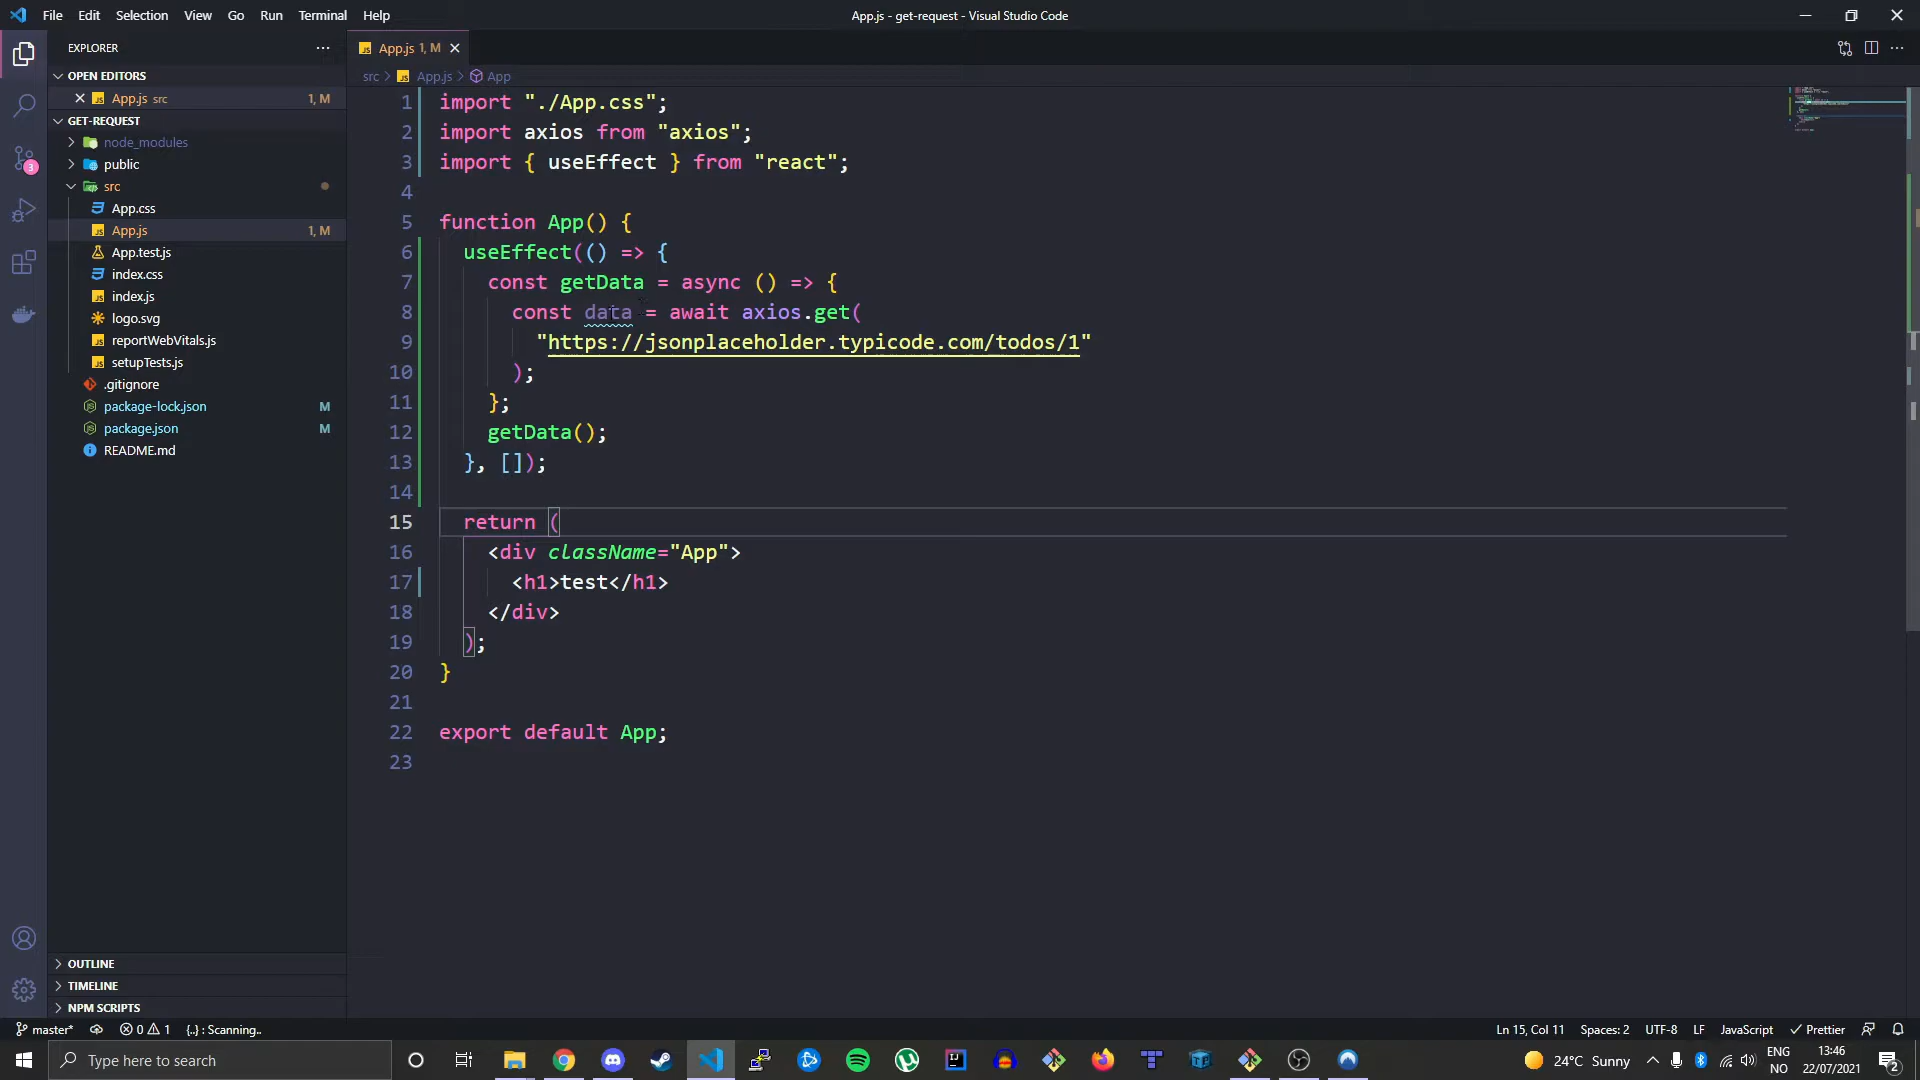 File Edit Selection View Go Run Terminal Help
App.js - get-request - Visual Studio Code
EXPLORER
OPEN EDITORS
App.js src 1, M
GET-REQUEST
node_modules
public
src
App.css
App.js 1, M
App.test.js
index.css
index.js
logo.svg
reportWebVitals.js
setupTests.js
.gitignore
package-lock.json M
package.json M
README.md
OUTLINE
TIMELINE
NPM SCRIPTS
3
App.js 1, M
src > App.js > App
1 import "./App.css";
2 import axios from "axios";
3 import { useEffect } from "react";
4
5 function App() {
6 useEffect(() => {
7 const getData = async () => {
8 const data = await axios.get(
9 "https://jsonplaceholder.typicode.com/todos/1"
10 );
11 };
12 getData();
13 }, []);
14
15 return (
16 <div className="App">
17 <h1>test</h1>
18 </div>
19 );
20 }
21
22 export default App;
23
master* 0 1 {..} : Scanning..
Ln 15, Col 11 Spaces: 2 UTF-8 LF JavaScript Prettier
Type here to search
24°C Sunny
ENG
NO
13:46
22/07/2021
2